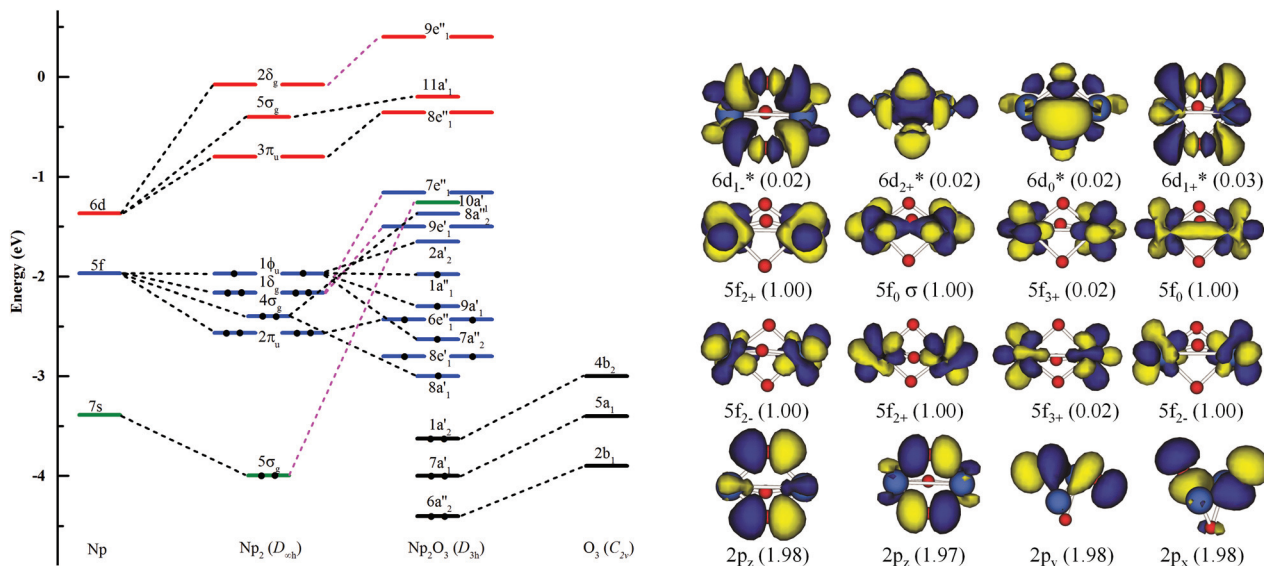 Energy (eV)
0
-1
-2
-3
-4
6d
5f
7s
2δg
5σg
3πu
1ϕu
1δg
4σg
2πu
5σg
9e"1
11a'1
8e"1
7e"1
10a'1
8a"2
9e'1
2a'2
1a"1
9a'1
6e"1
7a"2
8e'1
8a'1
1a'2
7a'1
6a"2
4b2
5a1
2b1
Np
Np2 (D∞h)
Np2O3 (D3h)
O3 (C2v)
6d1-* (0.02)
6d2+* (0.02)
6d0* (0.02)
6d1+* (0.03)
5f2+ (1.00)
5f0 σ (1.00)
5f3+ (0.02)
5f0 (1.00)
5f2- (1.00)
5f2+ (1.00)
5f3+ (0.02)
5f2- (1.00)
2pz (1.98)
2pz (1.97)
2py (1.98)
2px (1.98)